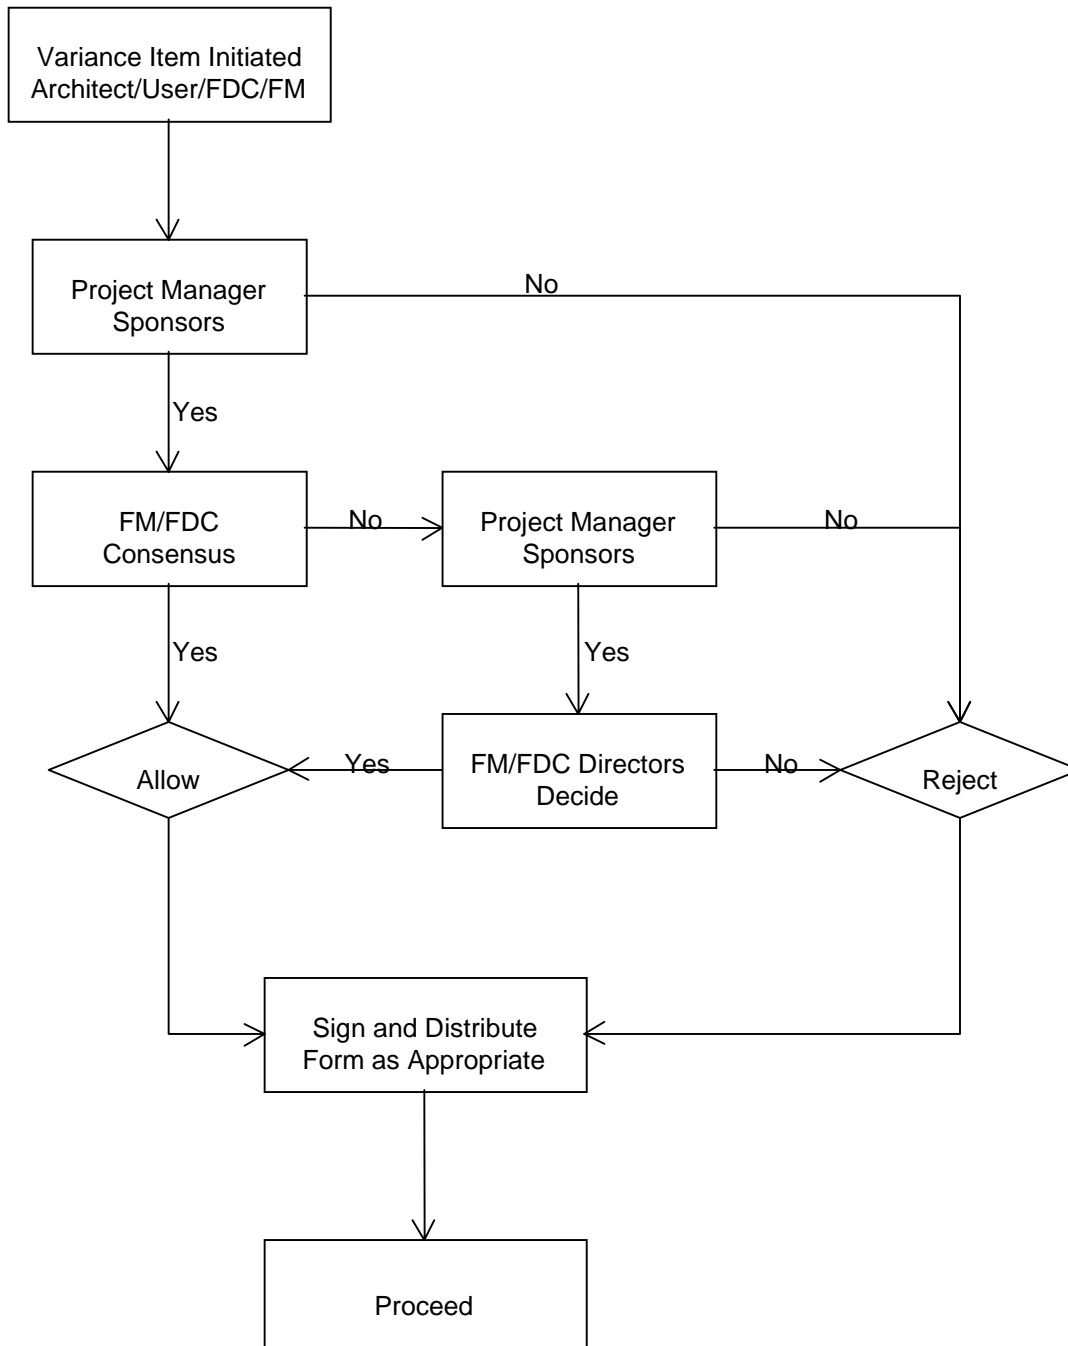 Variance Item Initiated
Architect/User/FDC/FM
Project Manager
Sponsors
No
Yes
FM/FDC
Consensus
No
Project Manager
Sponsors
No
Yes
Yes
Allow
Yes
FM/FDC Directors
Decide
No
Reject
Sign and Distribute
Form as Appropriate
Proceed